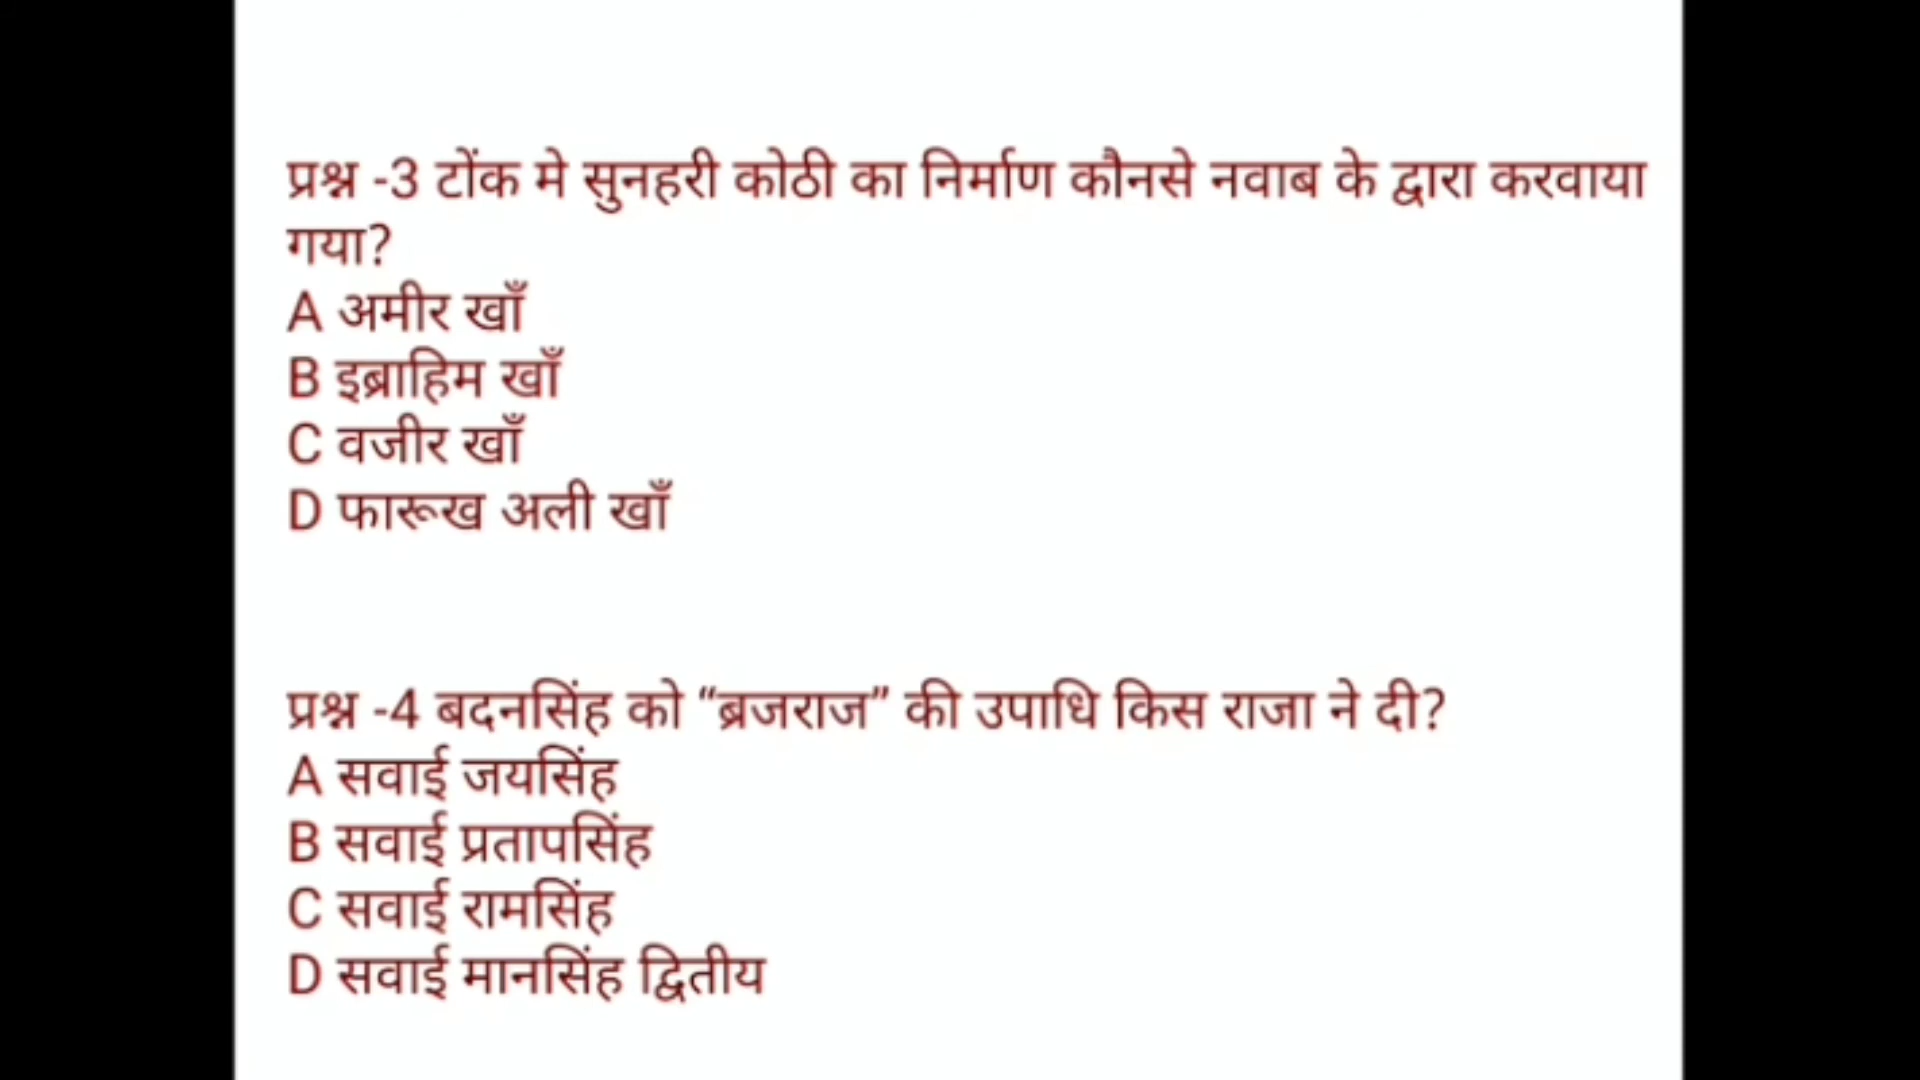 प्रश्न -3 टोंक मे सुनहरी कोठी का निर्माण कौनसे नवाब के द्वारा करवाया
गया?
A अमीर खाँ
B इब्राहिम खाँ
C वजीर खाँ
D फारूख अली खाँ
प्रश्न -4 बदनसिंह को “ब्रजराज” की उपाधि किस राजा ने दी?
A सवाई जयसिंह
B सवाई प्रतापसिंह
C सवाई रामसिंह
D सवाई मानसिंह द्वितीय